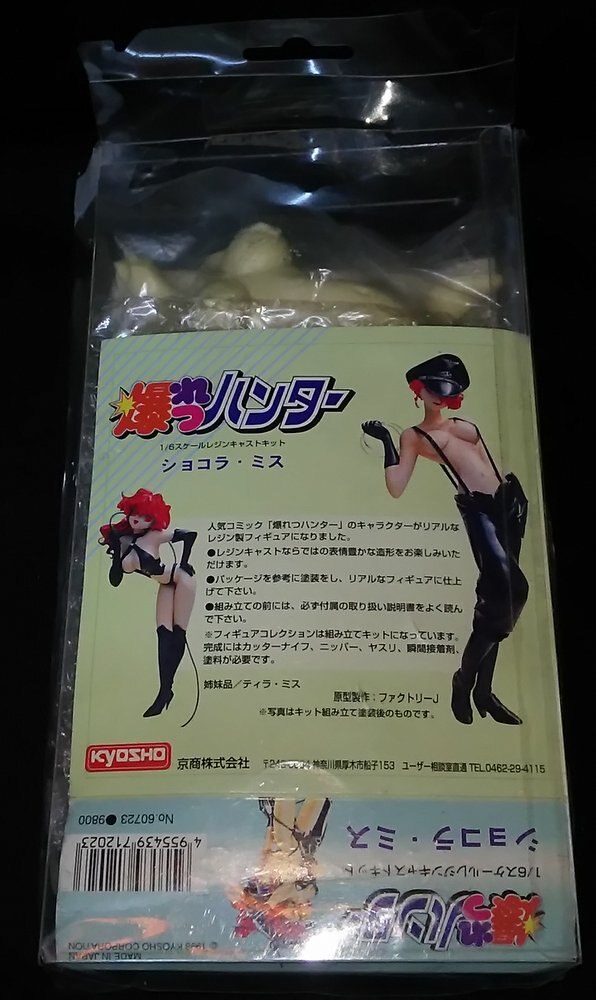 爆れつハンター
1/6スケールレジンキャストキット
ショコラ・ミス
人気コミック「爆れつハンター」のキャラクターがリアルな
レジン製フィギュアになりました。
●レジンキャストならではの表情豊かな造形をお楽しみいた
だけます。
●パッケージを参考に塗装をし、リアルなフィギュアに仕上
げて下さい。
●組み立ての前には、必ず付属の取り扱い説明書をよく読ん
で下さい。
※フィギュアコレクションは組み立てキットになっています。
完成にはカッターナイフ、ニッパー、ヤスリ、瞬間接着剤、
塗料が必要です。
姉妹品/ティラ・ミス
原型製作:ファクトリーJ
※写真はキット組み立て塗装後のものです。
KYOSHO 京商株式会社 神奈川県厚木市船子153 ユーザー相談室直通 TEL.0462-29-4115
爆れつハンター
1/6スケールレジンキャストキット
ショコラ・ミス
No.60723 ●9800
4 955439 712023
© 1998 KYOSHO CORPORATION
MADE IN JAPAN